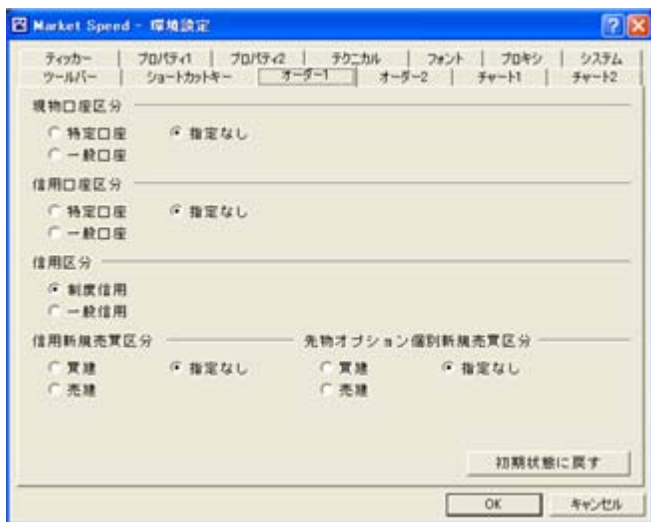 Market Speed - 環境設定
ティッカー プロパティ1 プロパティ2 テクニカル フォント プロキシ システム
ツールバー ショートカットキー オーダー1 オーダー2 チャート1 チャート2
現物口座区分
特定口座 指定なし
一般口座
信用口座区分
特定口座 指定なし
一般口座
信用区分
制度信用
一般信用
信用新規売買区分 先物オプション個別新規売買区分
買建 指定なし 買建 指定なし
売建 売建
初期状態に戻す
OK キャンセル